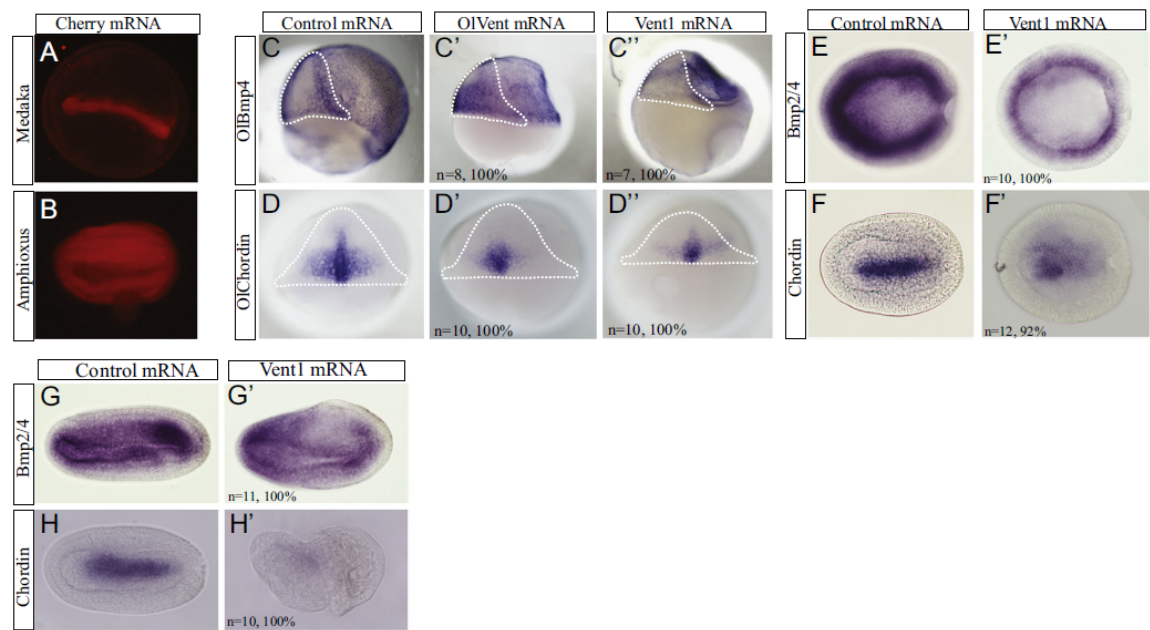 Cherry mRNA
Control mRNA
OlVent mRNA
Vent1 mRNA
Control mRNA
Vent1 mRNA
Medaka
A
OlBmp4
C
C'
n=8, 100%
C''
n=7, 100%
Bmp2/4
E
E'
n=10, 100%
Amphioxus
B
OlChordin
D
D'
n=10, 100%
D''
n=10, 100%
Chordin
F
F'
n=12, 92%
Control mRNA
Vent1 mRNA
Bmp2/4
G
G'
n=11, 100%
Chordin
H
H'
n=10, 100%